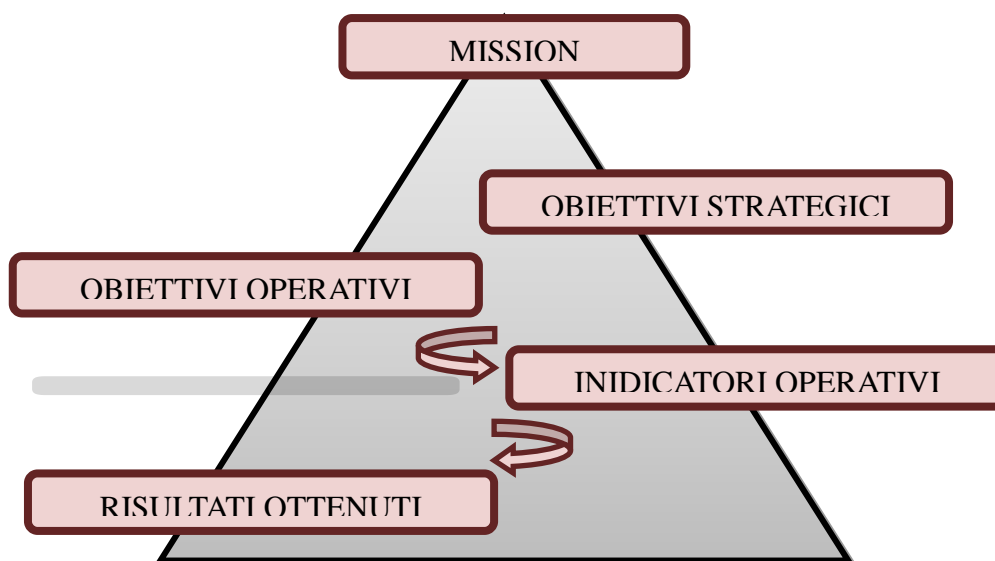 MISSION
OBIETTIVI STRATEGICI
OBIETTIVI OPERATIVI
INIDICATORI OPERATIVI
RISULTATI OTTENUTI